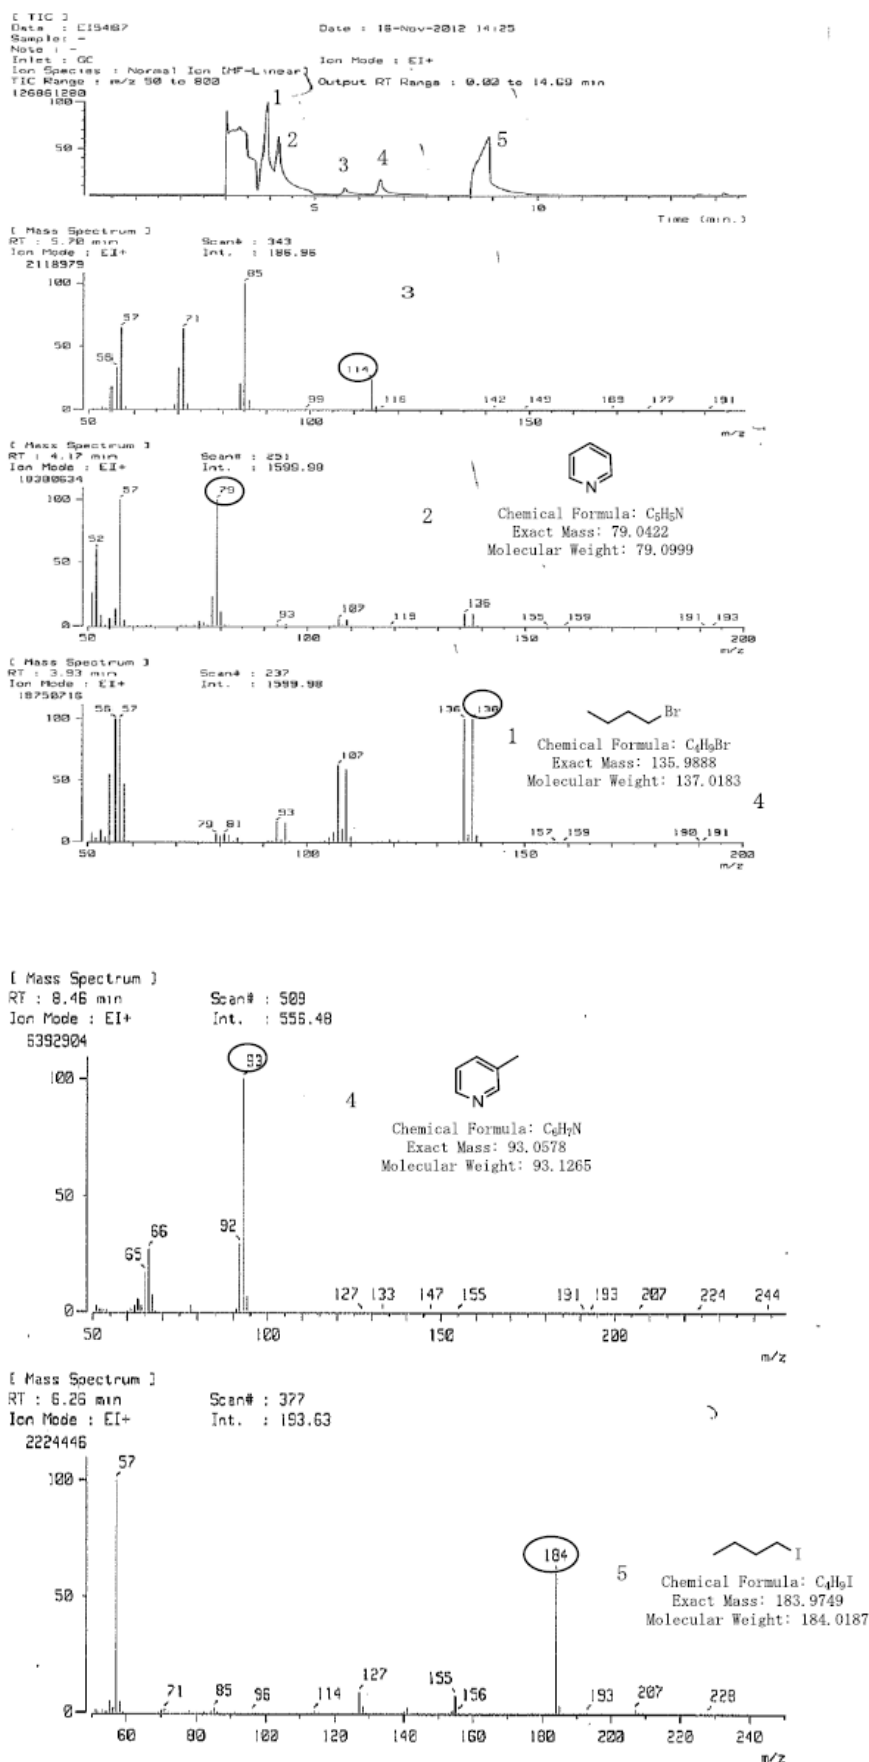 [ TIC ]
Data : EI5467 Date : 16-Nov-2012 14:25
Sample: -
Note : -
Inlet : GC Ion Mode : EI+
Ion Species : Normal Ion [MF-Linear]
TIC Range : m/z 50 to 800 Output RT Range : 0.00 to 14.69 min
126861280
100
1
50
2
3
4
5
5
10
Time (min.)
[ Mass Spectrum ]
RT : 5.70 min Scan# : 343
Ion Mode : EI+ Int. : 186.96
2118979
100
85
3
57
71
50
56
114
0
99
116
142
149
169
177
191
50
100
150
m/z
[ Mass Spectrum ]
RT : 4.17 min Scan# : 251
Ion Mode : EI+ Int. : 1599.98
18380634
100
57
79
2
N
Chemical Formula: C₅H₅N
Exact Mass: 79.0422
Molecular Weight: 79.0999
52
50
0
93
107
119
136
155
159
191
193
50
100
150
200
m/z
[ Mass Spectrum ]
RT : 3.93 min Scan# : 237
Ion Mode : EI+ Int. : 1599.98
18750716
100
56
57
136
138
1
Br
Chemical Formula: C₄H₉Br
Exact Mass: 135.9888
Molecular Weight: 137.0183
4
107
50
79
81
93
0
157
159
190
191
50
100
150
200
m/z
[ Mass Spectrum ]
RT : 8.46 min Scan# : 509
Ion Mode : EI+ Int. : 556.48
6392904
100
93
4
N
Chemical Formula: C₆H₇N
Exact Mass: 93.0578
Molecular Weight: 93.1265
50
65
66
92
0
127
133
147
155
191
193
207
224
244
50
100
150
200
m/z
[ Mass Spectrum ]
RT : 6.26 min Scan# : 377
Ion Mode : EI+ Int. : 193.63
2224446
100
57
184
5
I
Chemical Formula: C₄H₉I
Exact Mass: 183.9749
Molecular Weight: 184.0187
50
0
71
85
96
114
127
155
156
193
207
228
60
80
100
120
140
160
180
200
220
240
m/z